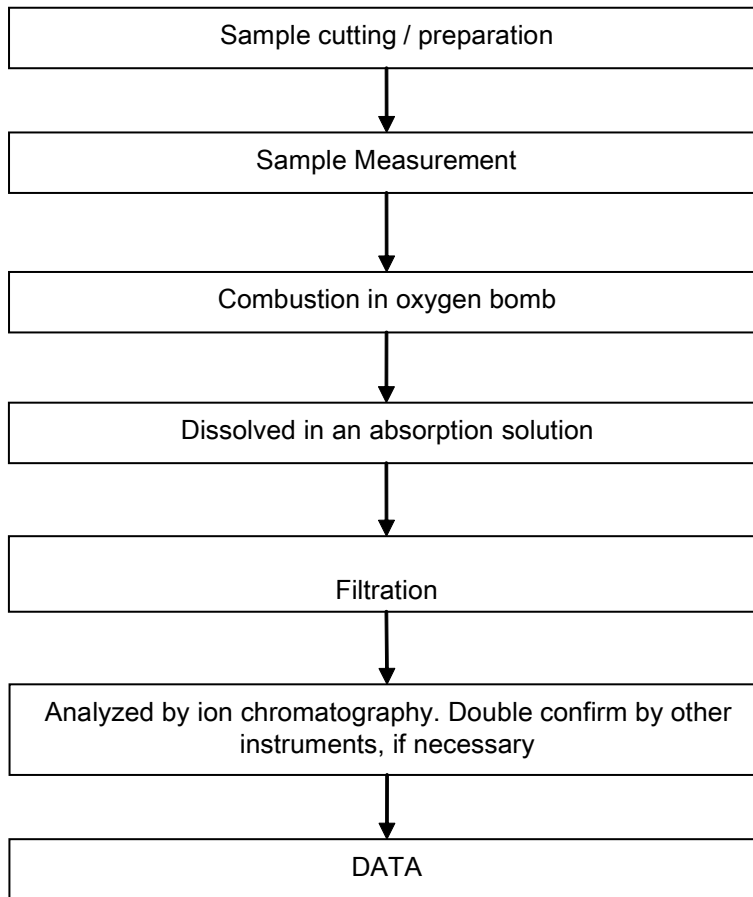 Sample cutting / preparation
Sample Measurement
Combustion in oxygen bomb
Dissolved in an absorption solution
Filtration
Analyzed by ion chromatography. Double confirm by other
instruments, if necessary
DATA